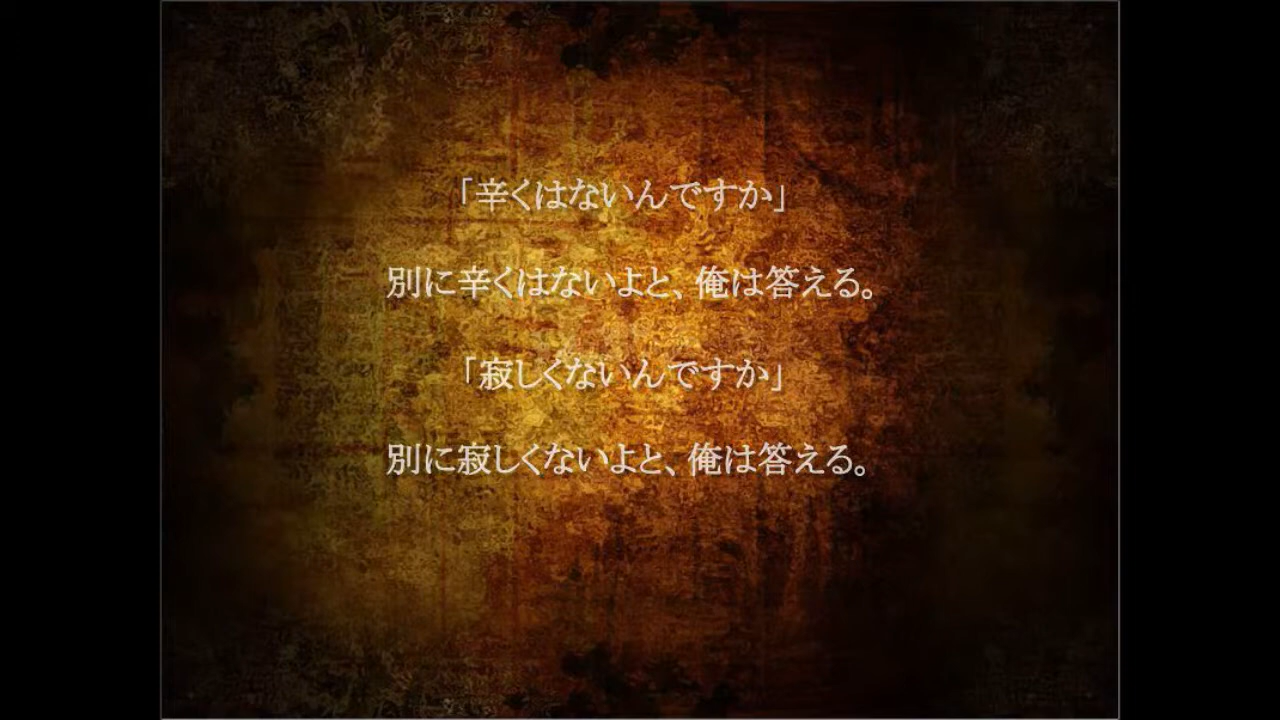 「辛くはないんですか」
別に辛くはないよと、俺は答える。
「寂しくないんですか」
別に寂しくないよと、俺は答える。